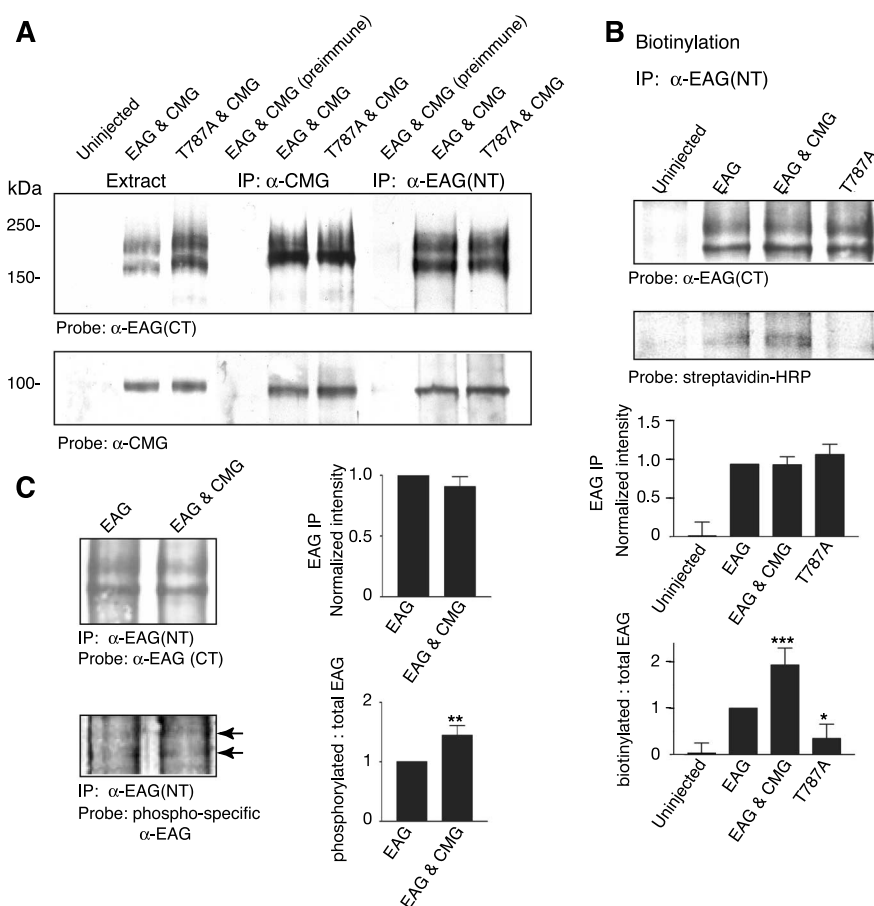 A
Uninjected
EAG & CMG
T787A & CMG
EAG & CMG (preimmune)
EAG & CMG
T787A & CMG
EAG & CMG (preimmune)
EAG & CMG
T787A & CMG
kDa
Extract
IP: α-CMG
IP: α-EAG(NT)
250-
150-
Probe: α-EAG(CT)
100-
Probe: α-CMG
B
Biotinylation
IP: α-EAG(NT)
Uninjected
EAG
EAG & CMG
T787A
Probe: α-EAG(CT)
Probe: streptavidin-HRP
EAG IP
Normalized intensity
1.5
1.0
0.5
0
Uninjected
EAG
EAG & CMG
T787A
biotinylated : total EAG
2
1
0
***
*
Uninjected
EAG
EAG & CMG
T787A
C
EAG
EAG & CMG
IP: α-EAG(NT)
Probe: α-EAG (CT)
IP: α-EAG(NT)
Probe: phospho-specific
α-EAG
EAG IP
Normalized intensity
1.0
0.5
0
EAG
EAG & CMG
phosphorylated : total EAG
2
1
0
**
EAG
EAG & CMG